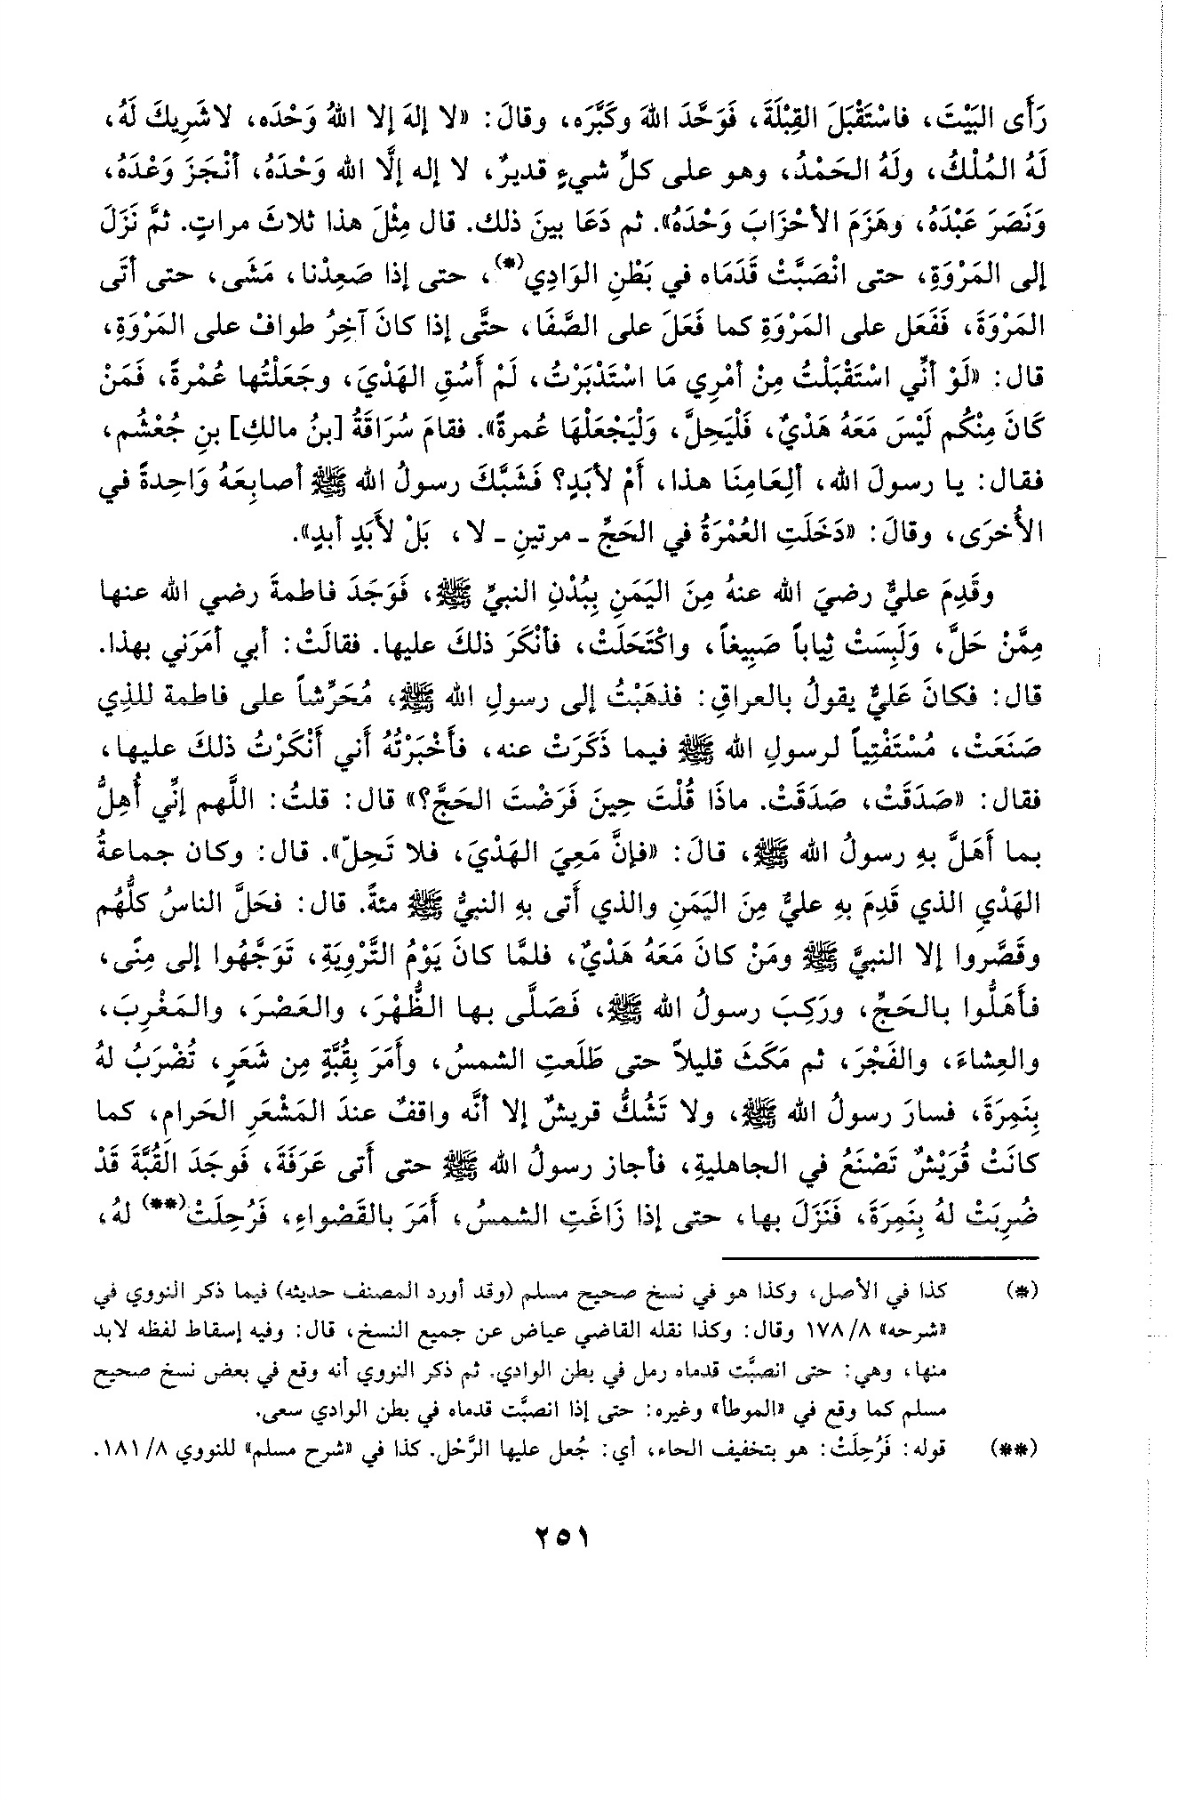 رَأَى البَيْتَ، فاسْتَقْبَلَ القِبْلَةَ، فَوَحَّدَ اللهَ وكَبَّرَه، وقالَ: «لا إلهَ إلا اللهُ وَحْدَه، لاشَرِيكَ لَهُ،
لَهُ المُلْكُ، ولَهُ الحَمْدُ، وهو على كلِّ شيءٍ قديرٌ، لا إله إلَّا الله وَحْدَهُ، أنْجَزَ وَعْدَهُ،
وَنَصَرَ عَبْدَهُ، وهَزَمَ الأحْزَابَ وَحْدَهُ». ثم دَعَا بينَ ذلك. قال مِثْلَ هذا ثلاثَ مراتٍ. ثمَّ نَزَلَ
إلى المَرْوَةِ، حتى انْصَبَّتْ قَدَمَاه في بَطْنِ الوَادِي(*)، حتى إذا صَعِدْنا، مَشَى، حتى أتَى
المَرْوَةَ، فَفَعَل على المَرْوَةِ كما فَعَلَ على الصَّفَا، حتَّى إذا كانَ آخِرُ طوافْ على المَرْوَةِ،
قال: «لَوْ أنِّي اسْتَقْبَلْتُ مِنْ أمْرِي مَا اسْتَدْبَرْتُ، لَمْ أَسُقِ الهَدْيَ، وجَعَلْتُها عُمْرةً، فَمَنْ
كَانَ مِنْكُم لَيْسَ مَعَهُ هَدْيٌ، فَلْيَحِلَّ، وَلْيَجْعَلْهَا عُمرةً». فقامَ سُرَاقَةُ [بنُ مالكِ] بنِ جُعْشُم،
فقال: يا رسولَ الله، ألِعَامِنَا هذا، أَمْ لأبَدٍ؟ فَشَبَّكَ رسولُ الله ﷺ أصابِعَهُ وَاحِدةً في
الأُخرَى، وقالَ: «دَخَلَتِ العُمْرَةُ في الحَجِّ ـ مرتينِ ـ لا، بَلْ لأَبَدٍ أبدٍ».
وقَدِمَ عليٌّ رضيَ الله عنهُ مِنَ اليَمَنِ بِبُدْنِ النبيِّ ﷺ، فَوَجَدَ فاطمةَ رضي الله عنها
مِمَّنْ حَلَّ، وَلَبِسَتْ ثِياباً صَبِيغاً، واكْتَحَلَتْ، فأنْكَرَ ذلكَ عليها. فقالَتْ: أبي أمَرَني بهذا.
قال: فكانَ عَليٌّ يقولُ بالعراقِ: فذهَبْتُ إلى رسولِ الله ﷺ، مُحَرِّشاً على فاطمة للذِي
صَنَعَتْ، مُسْتَفْتِياً لرسولِ الله ﷺ فيما ذَكَرَتْ عنه، فأَخْبَرْتُهُ أَني أَنْكَرْتُ ذلكَ عليها،
فقال: «صَدَقَتْ، صَدَقَتْ. ماذَا قُلْتَ حِينَ فَرَضْتَ الحَجَّ؟» قال: قلتُ: اللَّهم إنِّي أُهِلُّ
بما أَهَلَّ بهِ رسولُ الله ﷺ، قالَ: «فإنَّ مَعِيَ الهَدْيَ، فلا تَحِلّ». قال: وكان جماعةُ
الهَدْيِ الذي قَدِمَ بهِ عليٌّ مِنَ اليَمَنِ والذي أَتى بهِ النبيُّ ﷺ مئةً. قال: فحَلَّ الناسُ كلُّهُم
وقَصَّروا إلا النبيَّ ﷺ ومَنْ كانَ مَعَهُ هَدْيٌ، فلمَّا كانَ يَوْمُ التَّرْوِيَةِ، تَوَجَّهُوا إلى مِنًى،
فأَهَلُّوا بالحَجِّ، ورَكِبَ رسولُ الله ﷺ، فَصَلَّى بها الظُّهْرَ، والعَصْرَ، والمَغْرِبَ،
والعِشاءَ، والفَجْرَ، ثم مَكَثَ قليلاً حتى طَلَعتِ الشمسُ، وأَمَرَ بِقُبَّةٍ مِن شَعَرٍ، تُضْرَبُ لهُ
بِنَمِرَةَ، فسارَ رسولُ الله ﷺ، ولا تَشُكُّ قريشٌ إلا أنَّه واقفٌ عندَ المَشْعَرِ الحَرامِ، كما
كانَتْ قُرَيْشٌ تَصْنَعُ في الجاهليةِ، فأجاز رسولُ الله ﷺ حتى أَتى عَرَفَةَ، فَوجَدَ القُبَّةَ قَدْ
ضُرِبَتْ لهُ بِنَمِرَةَ، فَنَزَلَ بها، حتى إذا زَاغَتِ الشمسُ، أَمَرَ بالقَصْواءِ، فَرُحِلَتْ(**) لهُ،
(*) كذا في الأصل، وكذا هو في نسخ صحيح مسلم (وقد أورد المصنف حديثه) فيما ذكر النووي في
«شرحه» ١٧٨/٨ وقال: وكذا نقله القاضي عياض عن جميع النسخ، قال: وفيه إسقاط لفظه لابد
منها، وهي: حتى انصبَّت قدماه رمل في بطن الوادي. ثم ذكر النووي أنه وقع في بعض نسخ صحيح
مسلم كما وقع في «الموطأ» وغيره: حتى إذا انصبَّت قدماه في بطن الوادي سعى.
(**) قوله: فَرُحِلَتْ: هو بتخفيف الحاء، أي: جُعل عليها الرَّحْل. كذا في «شرح مسلم» للنووي ١٨١/٨.
٢٥١